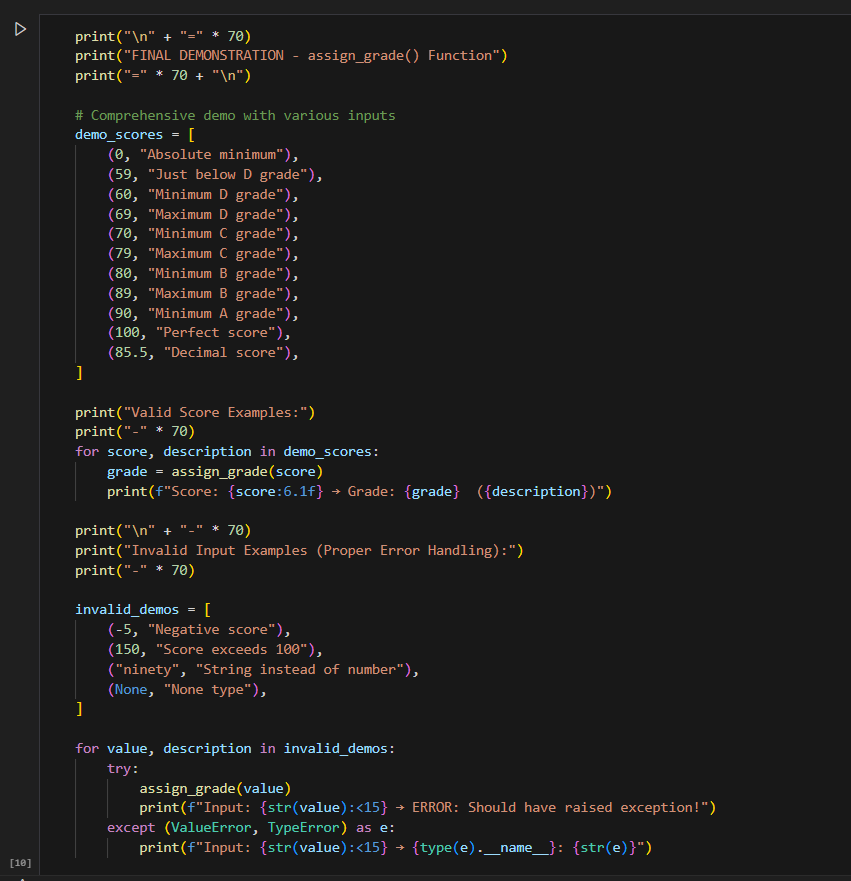 print("\n" + "=" * 70)
print("FINAL DEMONSTRATION - assign_grade() Function")
print("=" * 70 + "\n")

# Comprehensive demo with various inputs
demo_scores = [
    (0, "Absolute minimum"),
    (59, "Just below D grade"),
    (60, "Minimum D grade"),
    (69, "Maximum D grade"),
    (70, "Minimum C grade"),
    (79, "Maximum C grade"),
    (80, "Minimum B grade"),
    (89, "Maximum B grade"),
    (90, "Minimum A grade"),
    (100, "Perfect score"),
    (85.5, "Decimal score"),
]

print("Valid Score Examples:")
print("-" * 70)
for score, description in demo_scores:
    grade = assign_grade(score)
    print(f"Score: {score:6.1f} → Grade: {grade}  ({description})")

print("\n" + "-" * 70)
print("Invalid Input Examples (Proper Error Handling):")
print("-" * 70)

invalid_demos = [
    (-5, "Negative score"),
    (150, "Score exceeds 100"),
    ("ninety", "String instead of number"),
    (None, "None type"),
]

for value, description in invalid_demos:
    try:
        assign_grade(value)
        print(f"Input: {str(value):<15} → ERROR: Should have raised exception!")
    except (ValueError, TypeError) as e:
        print(f"Input: {str(value):<15} → {type(e).__name__}: {str(e)}")
[10]